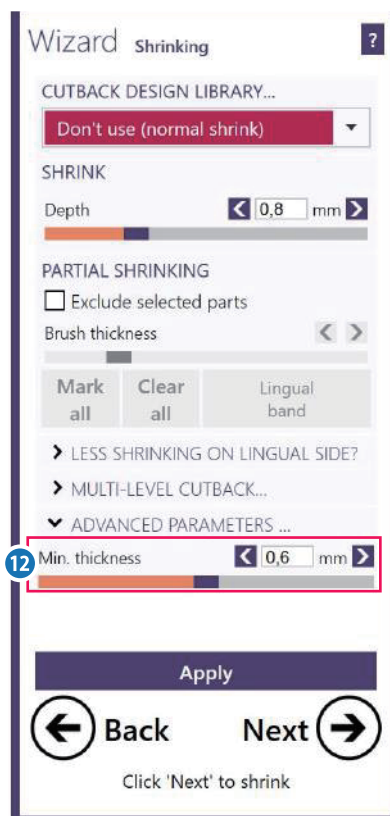 Wizard Shrinking ?
CUTBACK DESIGN LIBRARY...
Don't use (normal shrink)
SHRINK
Depth 0,8 mm
PARTIAL SHRINKING
Exclude selected parts
Brush thickness
Mark all
Clear all
Lingual band
LESS SHRINKING ON LINGUAL SIDE?
MULTI-LEVEL CUTBACK...
ADVANCED PARAMETERS ...
12 Min. thickness 0,6 mm
Apply
Back Next
Click 'Next' to shrink